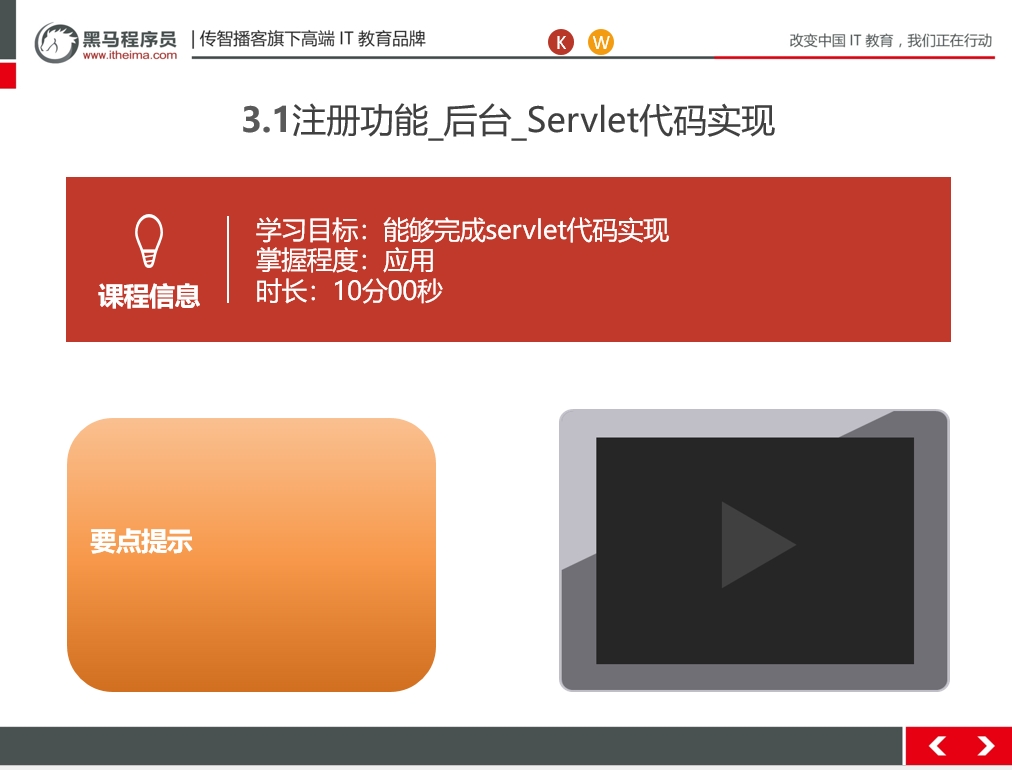 黑马程序员
www.itheima.com
传智播客旗下高端 IT 教育品牌
K
W
改变中国 IT 教育，我们正在行动
3.1注册功能_后台_Servlet代码实现
课程信息
学习目标：能够完成servlet代码实现
掌握程度：应用
时长：10分00秒
要点提示